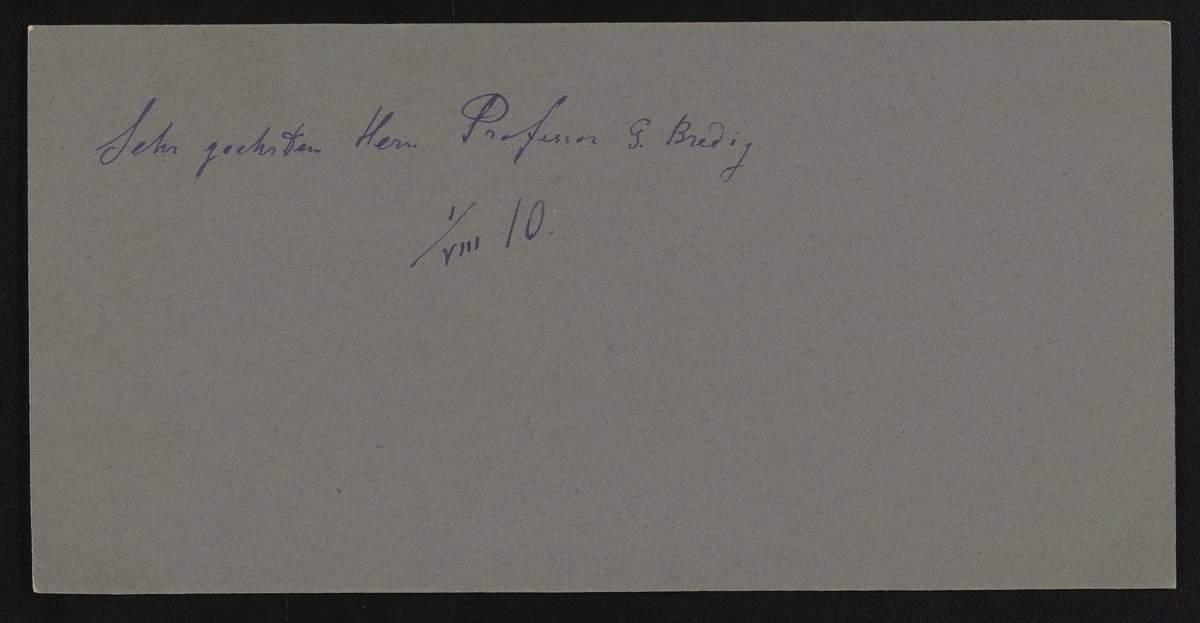 Sehr geehrten Herrn Professor G. Bredig
1/VIII 10.